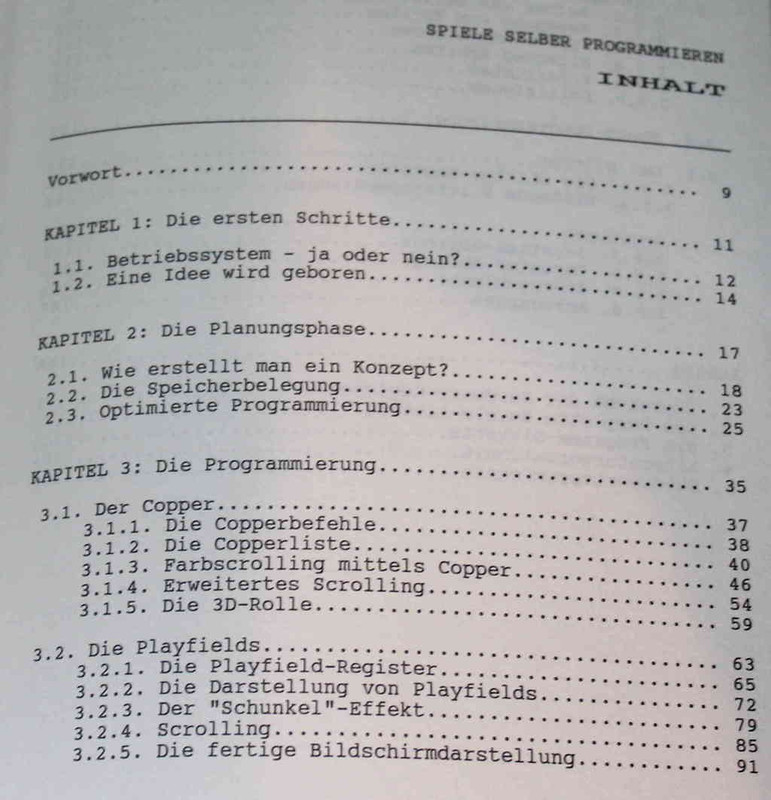 SPIELE SELBER PROGRAMMIEREN
INHALT
Vorwort.................................................. 9
KAPITEL 1: Die ersten Schritte........................... 11
1.1. Betriebssystem - ja oder nein?...................... 12
1.2. Eine Idee wird geboren.............................. 14
KAPITEL 2: Die Planungsphase............................. 17
2.1. Wie erstellt man ein Konzept?....................... 18
2.2. Die Speicherbelegung................................ 23
2.3. Optimierte Programmierung........................... 25
KAPITEL 3: Die Programmierung............................ 35
3.1. Der Copper.......................................... 37
3.1.1. Die Copperbefehle................................. 38
3.1.2. Die Copperliste................................... 40
3.1.3. Farbscrolling mittels Copper...................... 46
3.1.4. Erweitertes Scrolling............................. 54
3.1.5. Die 3D-Rolle...................................... 59
3.2. Die Playfields...................................... 63
3.2.1. Die Playfield-Register............................ 65
3.2.2. Die Darstellung von Playfields.................... 72
3.2.3. Der "Schunkel"-Effekt............................. 79
3.2.4. Scrolling......................................... 85
3.2.5. Die fertige Bildschirmdarstellung................. 91